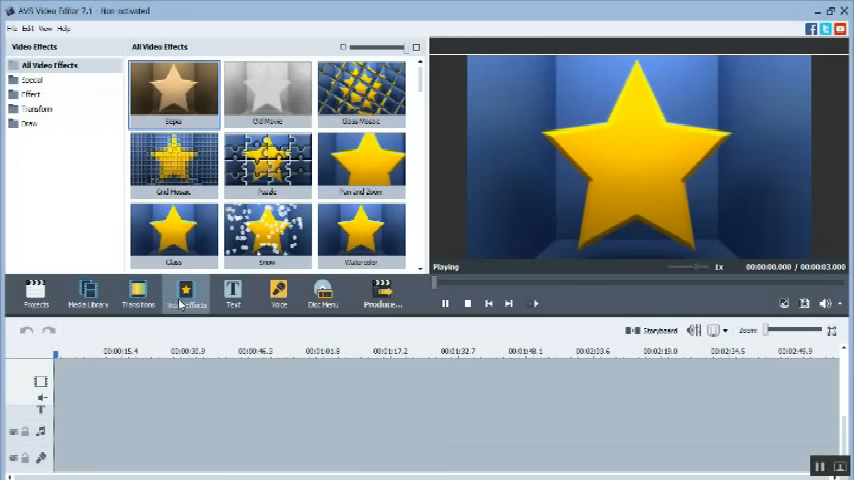 AVS Video Editor 7.1 - Non-activated
File Edit View Help
Video Effects
All Video Effects
All Video Effects
Special
Effect
Transform
Draw
Sepia
Old Movie
Glass Mosaic
Grid Mosaic
Puzzle
Pan and Zoom
Glass
Snow
Watercolor
Playing
1x
00:00:00.000 / 00:00:03.000
Projects
Media Library
Transitions
Video Effects
Text
Voice
Disc Menu
Produce...
Storyboard
Zoom:
00:00:15.4 00:00:30.9 00:00:46.3 00:01:01.8 00:01:17.2 00:01:32.7 00:01:48.1 00:02:03.6 00:02:19.0 00:02:34.5 00:02:49.9
T